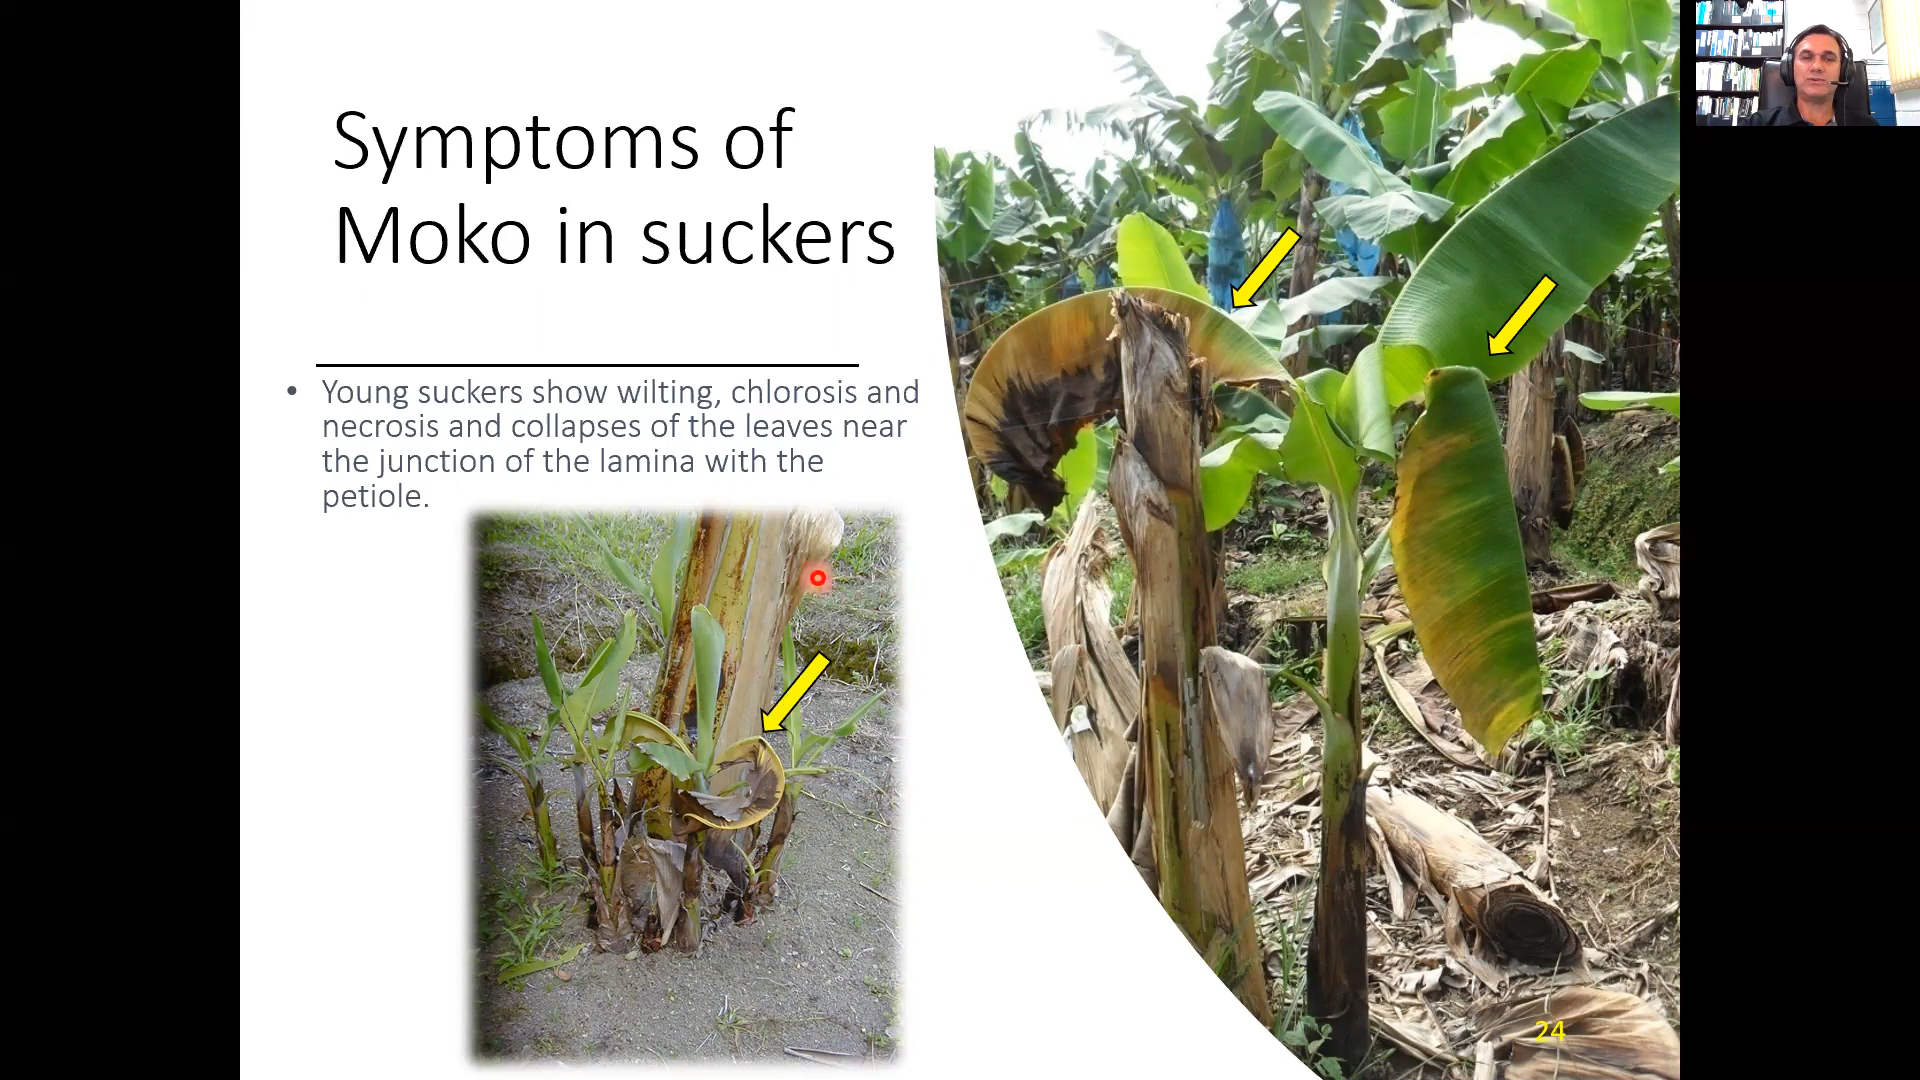 Symptoms of
Moko in suckers
• Young suckers show wilting, chlorosis and
necrosis and collapses of the leaves near
the junction of the lamina with the
petiole.
24